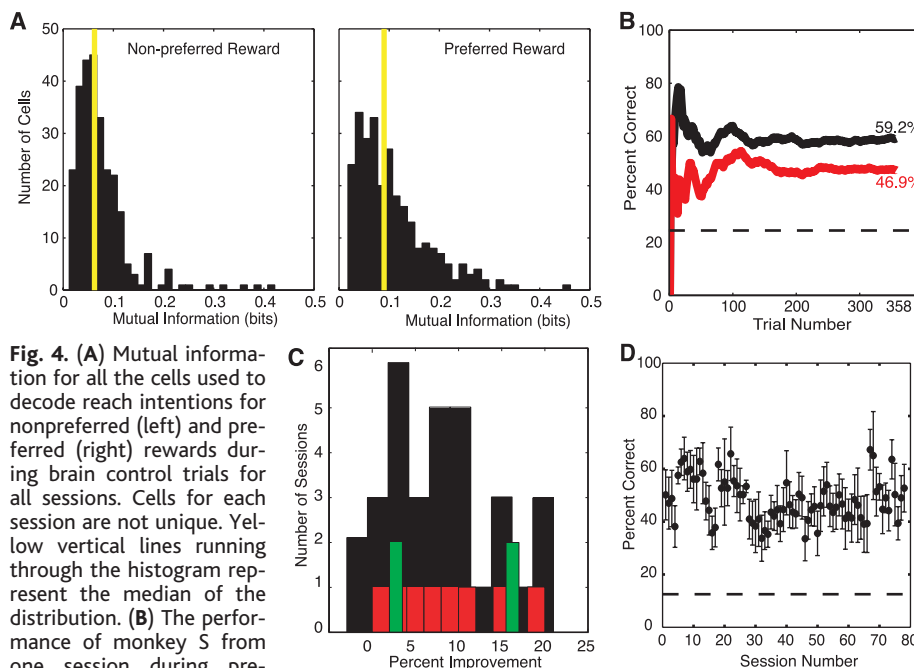 A
Non-preferred Reward
Preferred Reward
50
40
30
20
10
0
Number of Cells
0
0.1
0.2
0.3
0.4
0.5
Mutual Information (bits)
0
0.1
0.2
0.3
0.4
0.5
Mutual Information (bits)
B
100
80
60
40
20
0
Percent Correct
59.2%
46.9%
0
100
200
300
358
Trial Number
Fig. 4. (A) Mutual informa-
tion for all the cells used to
decode reach intentions for
nonpreferred (left) and pre-
ferred (right) rewards dur-
ing brain control trials for
all sessions. Cells for each
session are not unique. Yel-
low vertical lines running
through the histogram rep-
resent the median of the
distribution. (B) The perfor-
mance of monkey S from
one session during pre-
C
6
5
4
3
2
1
0
Number of Sessions
0
5
10
15
20
25
Percent Improvement
D
100
80
60
40
20
0
Percent Correct
0
10
20
30
40
50
60
70
80
Session Number